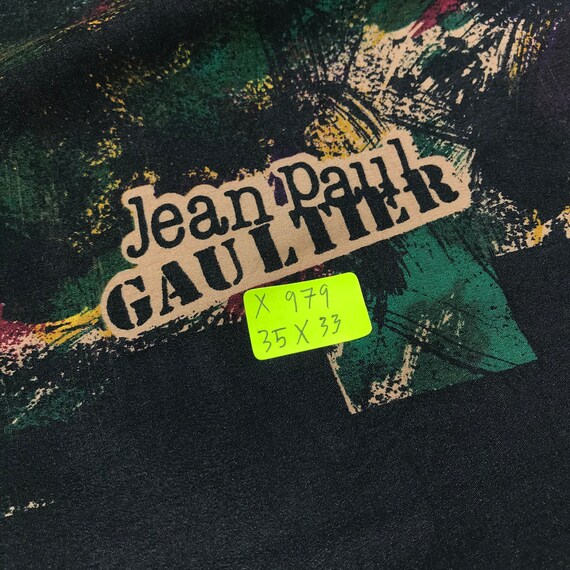 Jean Paul
GAULTIER
X 979
35 X 33